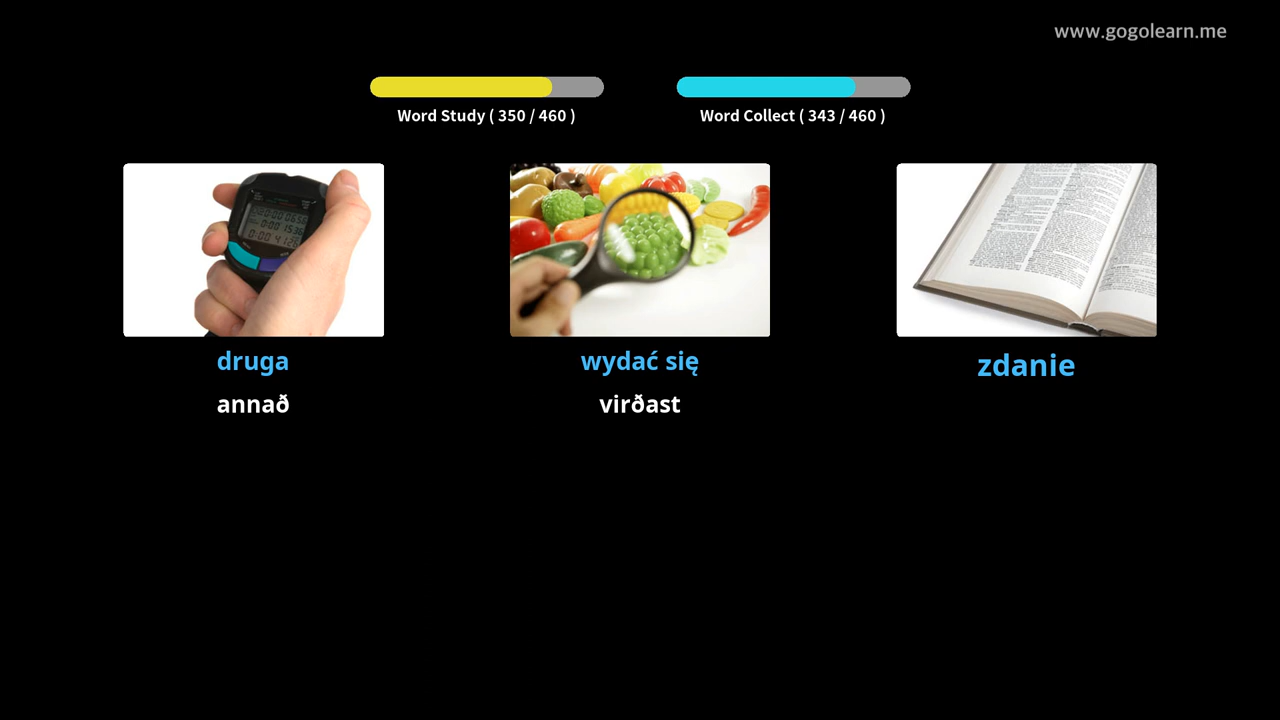 www.gogolearn.me
Word Study ( 350 / 460 )
Word Collect ( 343 / 460 )
druga
wydać się
zdanie
annað
virðast